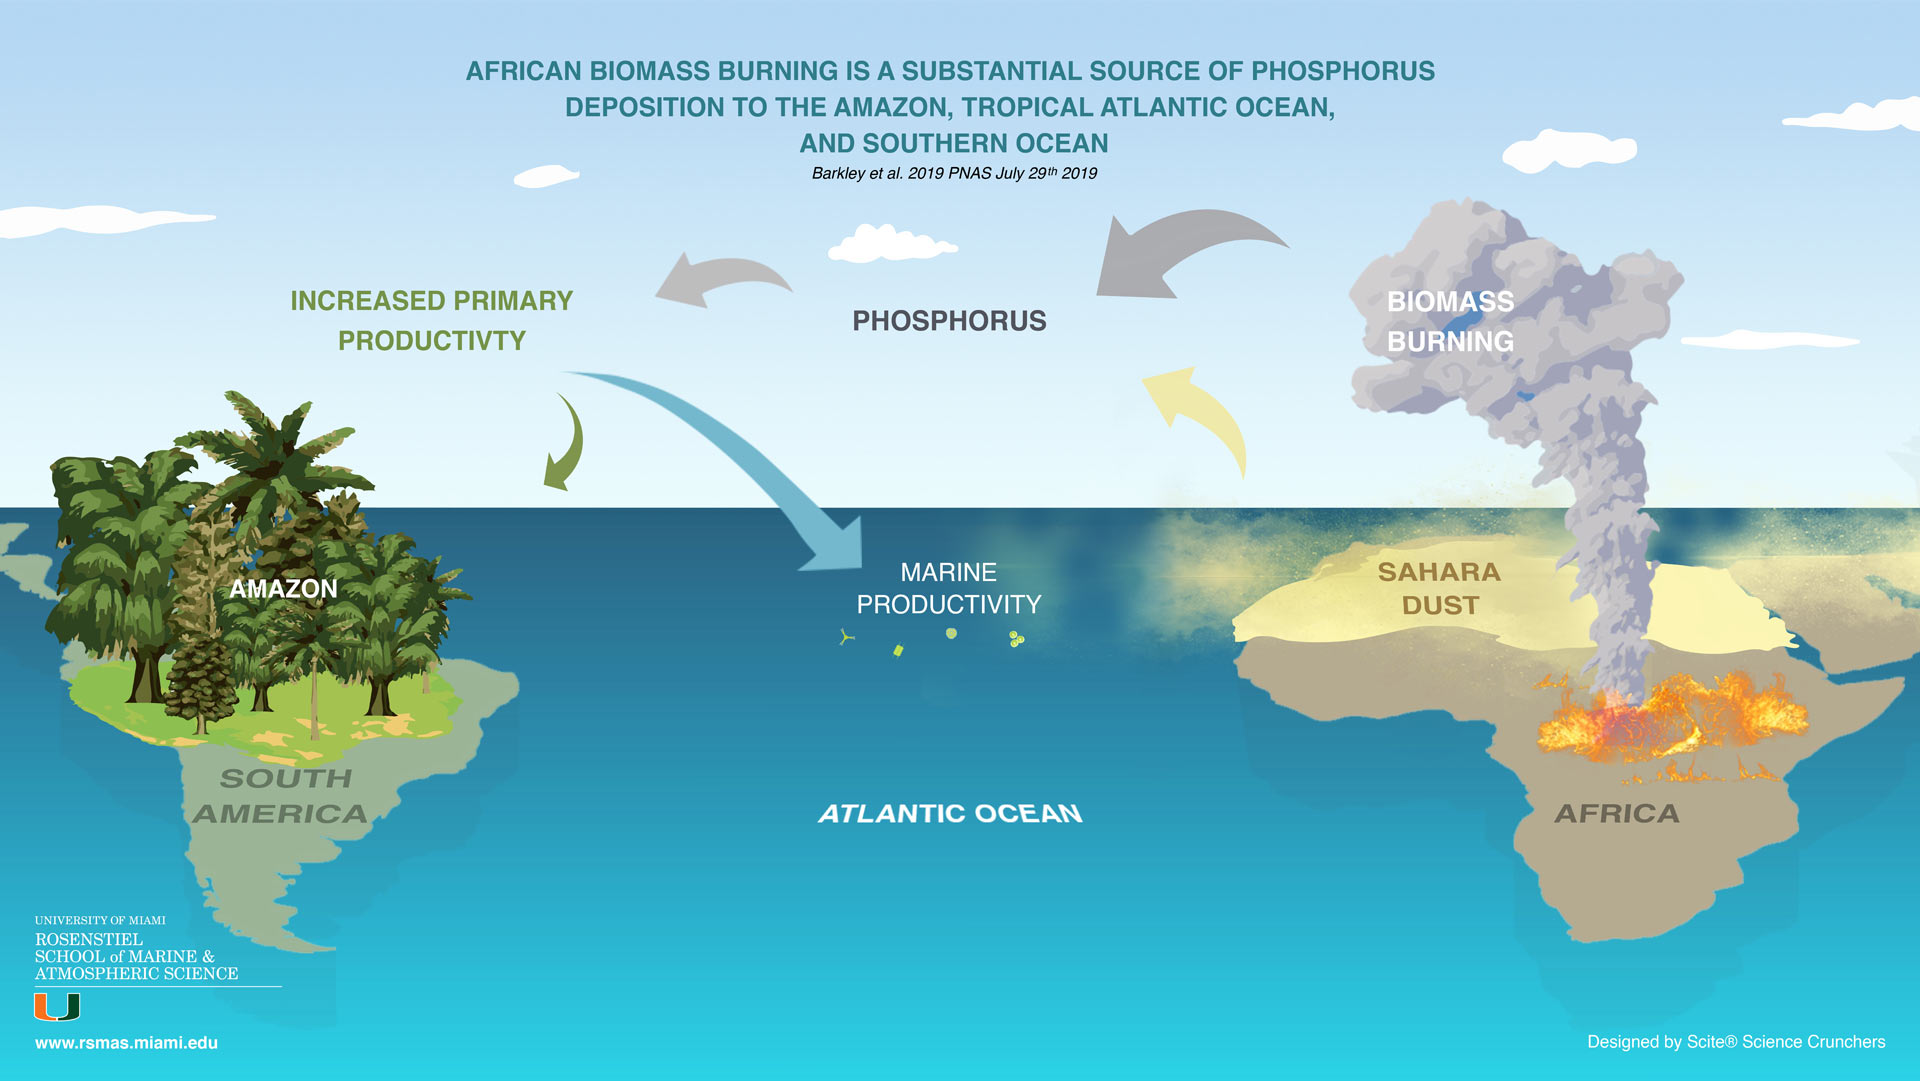 AFRICAN BIOMASS BURNING IS A SUBSTANTIAL SOURCE OF PHOSPHORUS
DEPOSITION TO THE AMAZON, TROPICAL ATLANTIC OCEAN,
AND SOUTHERN OCEAN
Barkley et al. 2019 PNAS July 29th 2019
INCREASED PRIMARY
PRODUCTIVTY
PHOSPHORUS
BIOMASS
BURNING
AMAZON
MARINE
PRODUCTIVITY
SAHARA
DUST
SOUTH
AMERICA
ATLANTIC OCEAN
AFRICA
UNIVERSITY OF MIAMI
ROSENSTIEL
SCHOOL of MARINE &
ATMOSPHERIC SCIENCE
www.rsmas.miami.edu
Designed by Scite® Science Crunchers